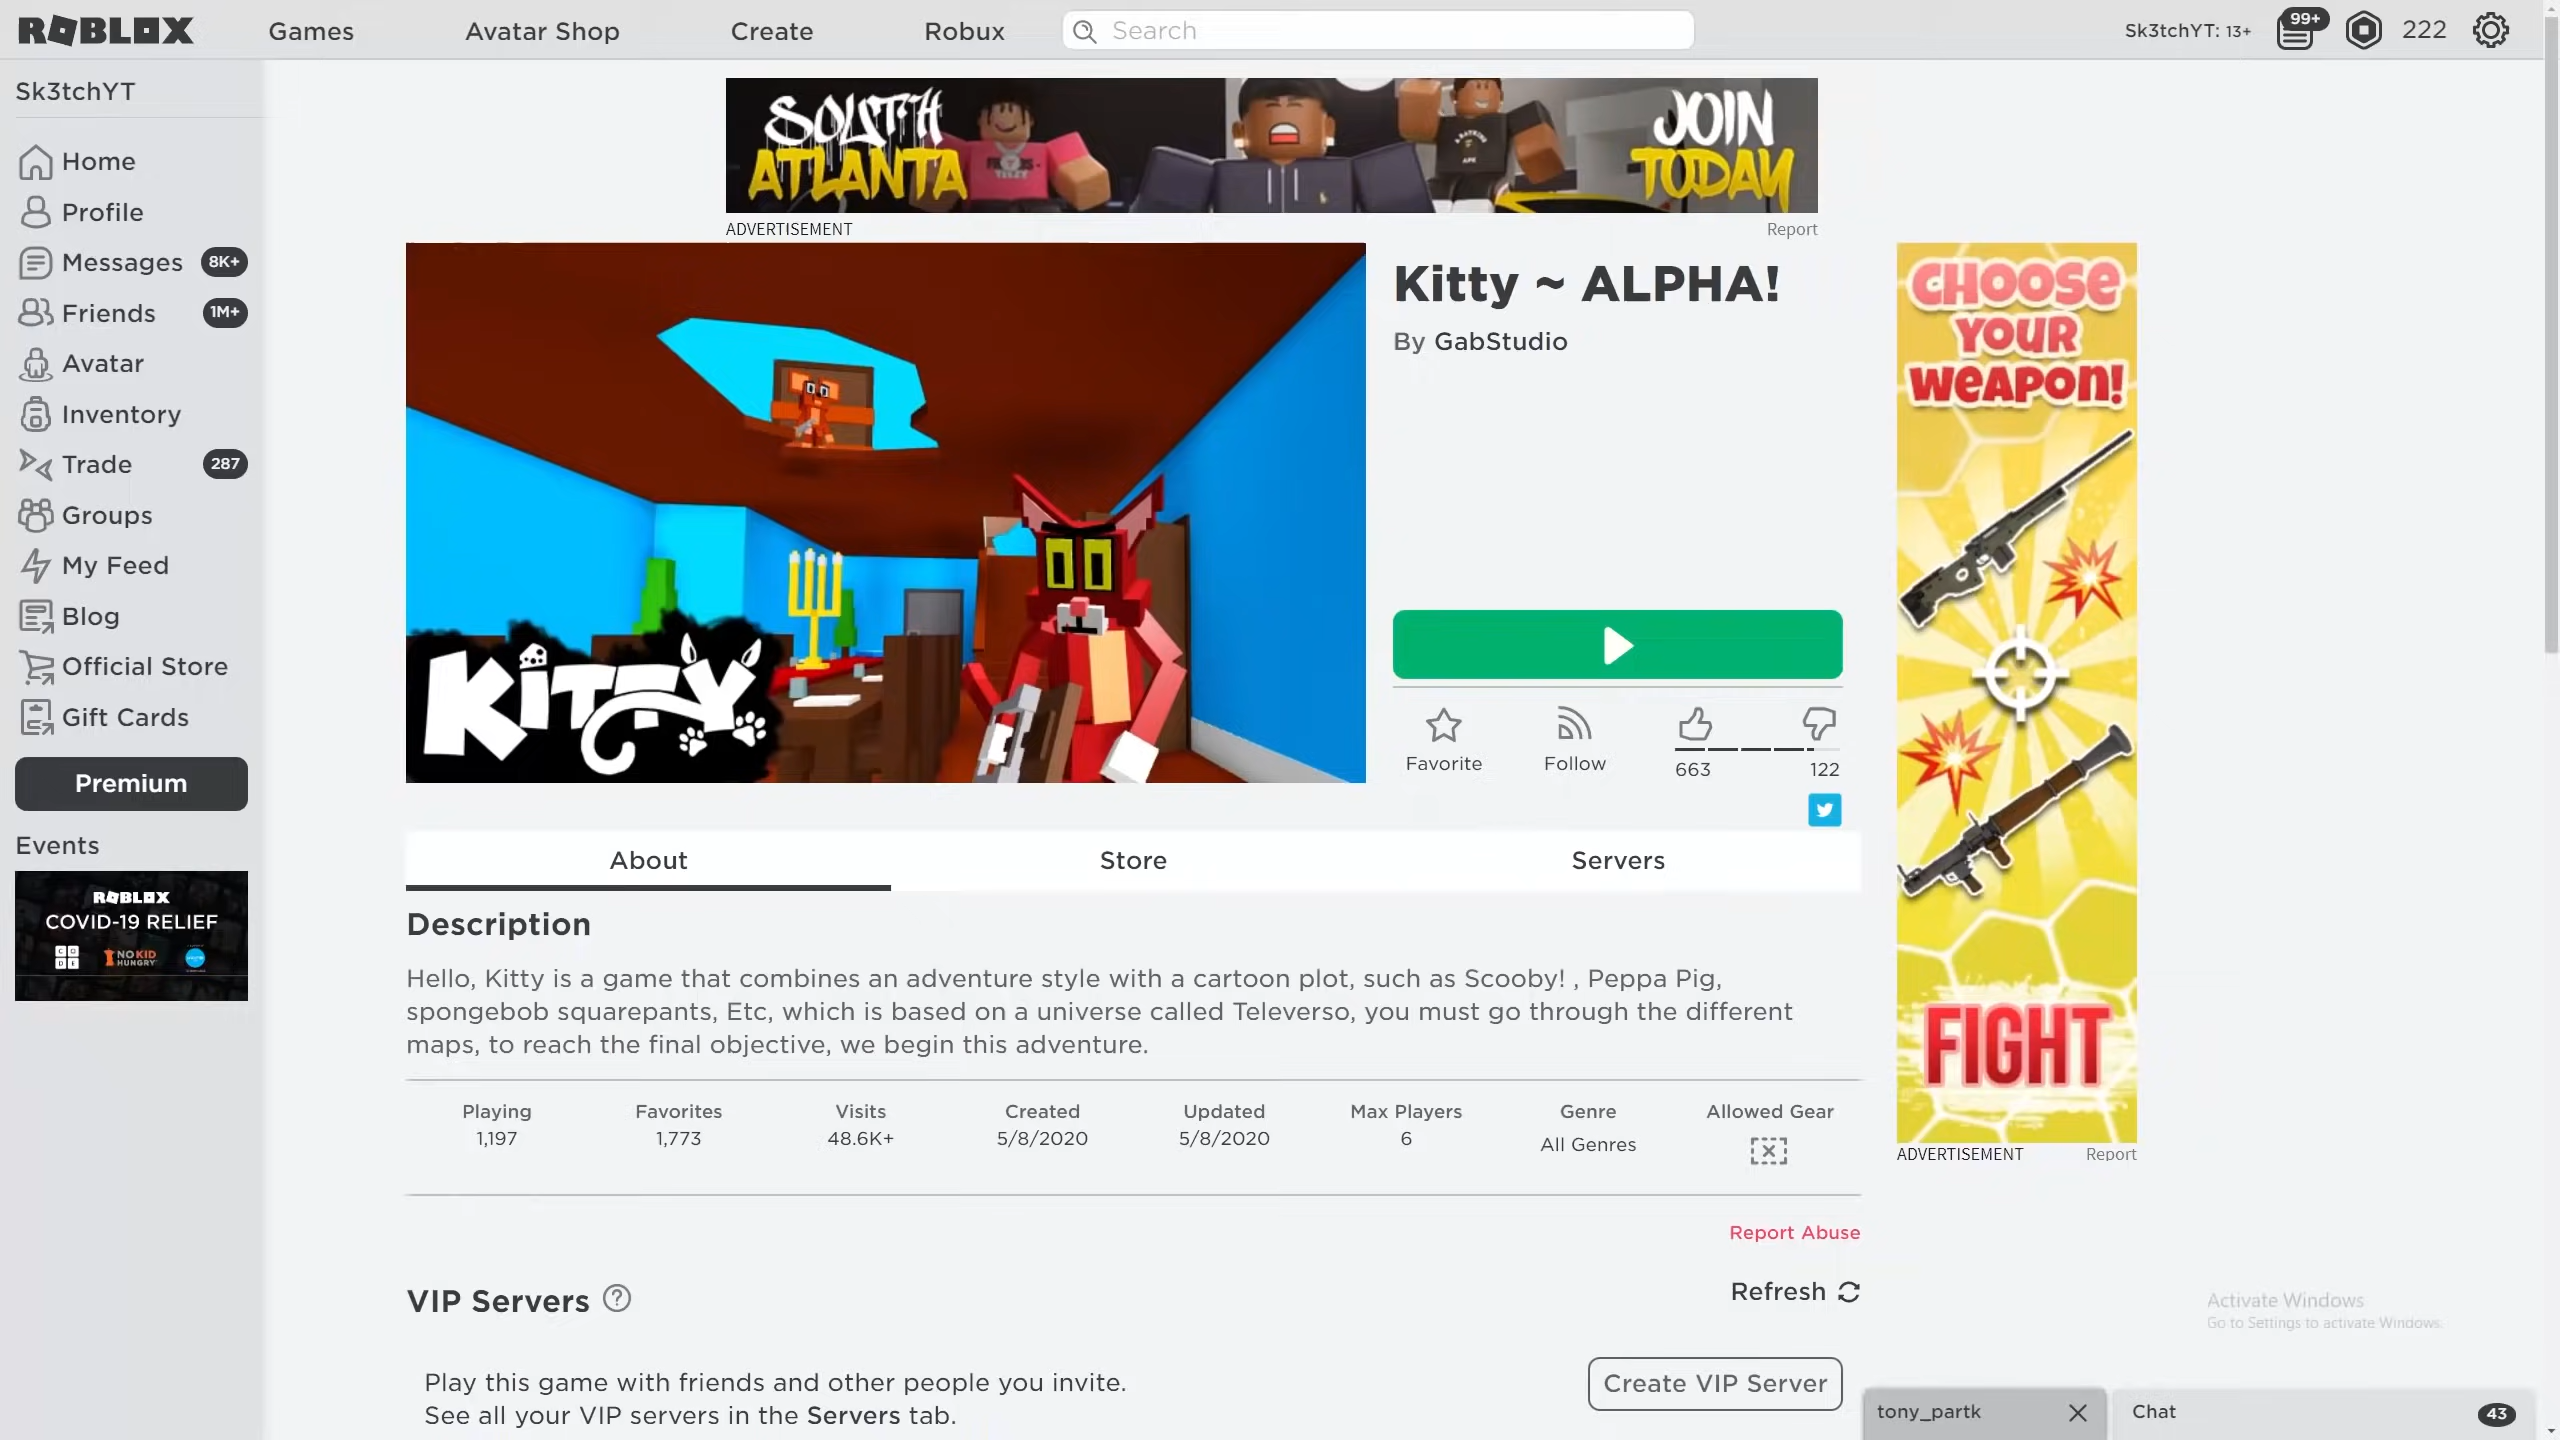 ROBLOX
Games
Avatar Shop
Create
Robux
Search
Sk3tchYT: 13+
99+
222
Sk3tchYT
Home
Profile
Messages 8K+
Friends 1M+
Avatar
Inventory
Trade 287
Groups
My Feed
Blog
Official Store
Gift Cards
Premium
Events
ROBLOX
COVID-19 RELIEF
CODE
NO KID
HUNGRY
SOUTH
ATLANTA
JOIN
TODAY
ADVERTISEMENT
Report
KITTY
Kitty ~ ALPHA!
By GabStudio
Favorite
Follow
663
122
About
Store
Servers
Description
Hello, Kitty is a game that combines an adventure style with a cartoon plot, such as Scooby! , Peppa Pig,
spongebob squarepants, Etc, which is based on a universe called Televerso, you must go through the different
maps, to reach the final objective, we begin this adventure.
Playing
1,197
Favorites
1,773
Visits
48.6K+
Created
5/8/2020
Updated
5/8/2020
Max Players
6
Genre
All Genres
Allowed Gear
Report Abuse
VIP Servers
Refresh
Play this game with friends and other people you invite.
See all your VIP servers in the Servers tab.
Create VIP Server
CHOOSE
YOUR
WEAPON!
FIGHT
ADVERTISEMENT
Report
Activate Windows
Go to Settings to activate Windows.
tony_partk
Chat
43